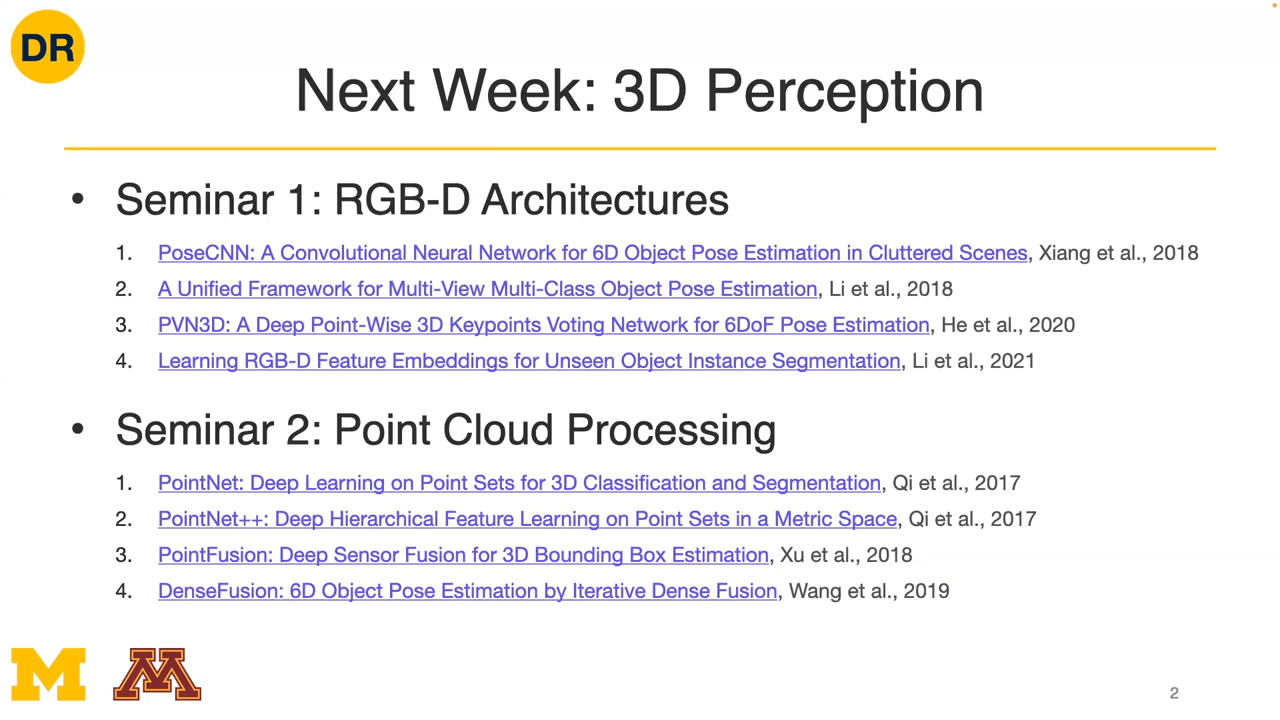 DR
Next Week: 3D Perception
• Seminar 1: RGB-D Architectures
1. PoseCNN: A Convolutional Neural Network for 6D Object Pose Estimation in Cluttered Scenes, Xiang et al., 2018
2. A Unified Framework for Multi-View Multi-Class Object Pose Estimation, Li et al., 2018
3. PVN3D: A Deep Point-Wise 3D Keypoints Voting Network for 6DoF Pose Estimation, He et al., 2020
4. Learning RGB-D Feature Embeddings for Unseen Object Instance Segmentation, Li et al., 2021
• Seminar 2: Point Cloud Processing
1. PointNet: Deep Learning on Point Sets for 3D Classification and Segmentation, Qi et al., 2017
2. PointNet++: Deep Hierarchical Feature Learning on Point Sets in a Metric Space, Qi et al., 2017
3. PointFusion: Deep Sensor Fusion for 3D Bounding Box Estimation, Xu et al., 2018
4. DenseFusion: 6D Object Pose Estimation by Iterative Dense Fusion, Wang et al., 2019
M M
2